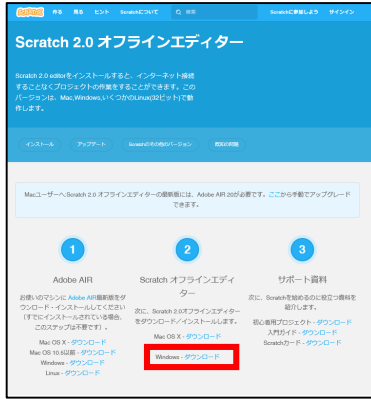 SCRATCH 作る 見る ヒント Scratchについて 検索 Scratchに参加しよう サインイン
Scratch 2.0 オフラインエディター
Scratch 2.0 editorをインストールすると、インターネット接続
することなくプロジェクトの作業をすることができます。この
バージョンは、Mac,Windows,いくつかのLinux(32ビット)で動
作します。
インストール アップデート Scratchのその他のバージョン 既知の問題
Macユーザーへ:Scratch 2.0 オフラインエディターの最新版には、Adobe AIR 20が必要です。ここから手動でアップグレード
できます。
1
Adobe AIR
お使いのマシンに Adobe AIR最新版をダ
ウンロード・インストールしてください
(すでにインストールされている場合、
このステップは不要です)。
Mac OS X - ダウンロード
Mac OS 10.5以前 - ダウンロード
Windows - ダウンロード
Linux - ダウンロード
2
Scratch オフラインエディ
ター
次に、Scratch 2.0オフラインエディター
をダウンロード／インストールします。
Mac OS X - ダウンロード
Windows - ダウンロード
3
サポート資料
次に、Scratchを始めるのに役立つ資料を
紹介します。
初心者用プロジェクト - ダウンロード
入門ガイド - ダウンロード
Scratchカード - ダウンロード